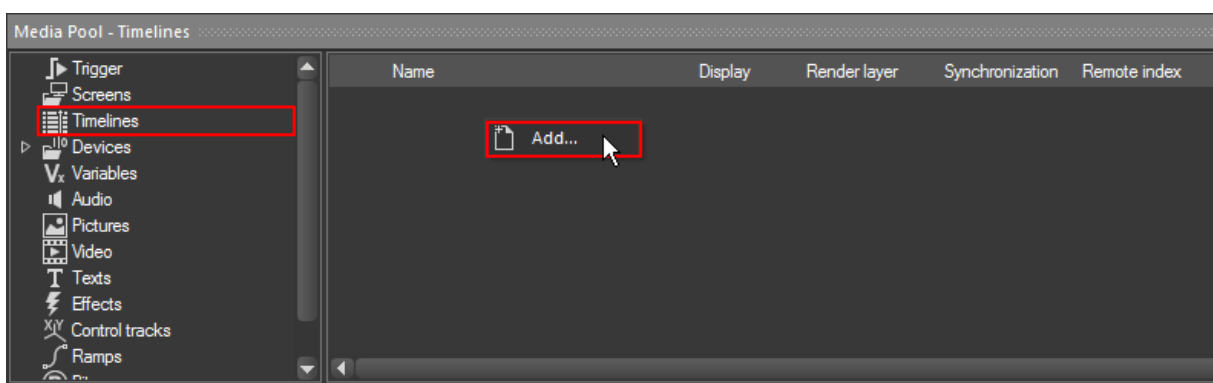 Media Pool - Timelines
Trigger
Screens
Timelines
Devices
Variables
Audio
Pictures
Video
Texts
Effects
Control tracks
Ramps
Name Display Render layer Synchronization Remote index
Add...